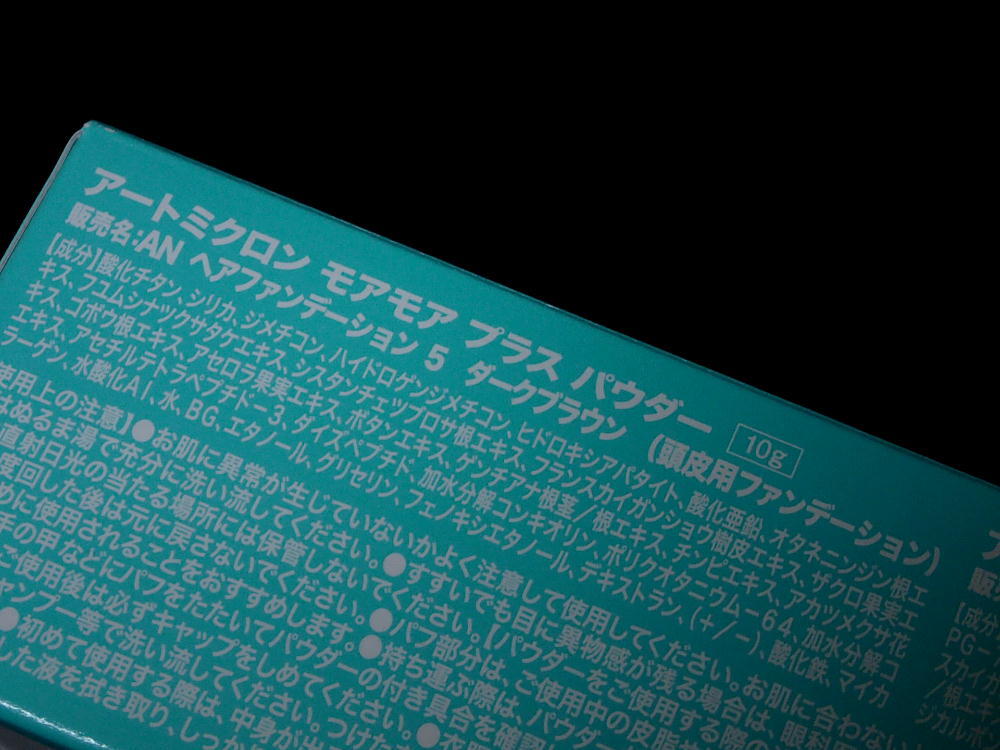 アートミクロン モアモア プラス パウダー 10g
販売名:AN ヘアファンデーション 5 ダークブラウン (頭皮用ファンデーション)
【成分】酸化チタン、シリカ、ジメチコン、ハイドロゲンジメチコン、ヒドロキシアパタイト、酸化亜鉛、オタネニンジン根エ
キス、フユムシナツクサタケエキス、シスタンチェツブロサ根エキス、フランスカイガンショウ樹皮エキス、ザクロ果実エ
キス、ゴボウ根エキス、アセロラ果実エキス、ボタンエキス、ゲンチアナ根茎/根エキス、チンピエキス、アカツメクサ花
エキス、アセチルテトラペプチド-3、ダイズペプチド、加水分解コンキオリン、ポリクオタニウム-64、加水分解コ
ラーゲン、水酸化Al、水、BG、エタノール、グリセリン、フェノキシエタノール、デキストラン、(+/-)、酸化鉄、マイカ
使用上の注意】●お肌に異常が生じていないかよく注意して使用してください。お肌に合わない
はぬるま湯で充分に洗い流してください。●すすいでも目に異物感が残る場合は、眼科
直射日光の当たる場所には保管しないでください。【パウダーをご使用の際
度回した後は元に戻さないでください。●パフ部分は、ご使用中の皮脂
めに使用されることをおすすめします。●持ち運ぶ際は、パウダ
手の甲などにパフをたたいてパウダーの付き具合を確認
ご使用後は必ずキャップをしめてください。
ャンプー等で洗い流してください。
●初めて使用する際は、中身が
た液を拭き取り、しっか
【成分
PG-
スカイガ
/根エ
ジカルボ